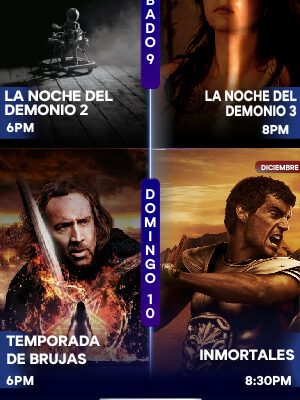 BADO 9
LA NOCHE DEL
DEMONIO 2
6PM
LA NOCHE DEL
DEMONIO 3
8PM
DICIEMBRE
DOMINGO 10
TEMPORADA
DE BRUJAS
6PM
INMORTALES
8:30PM